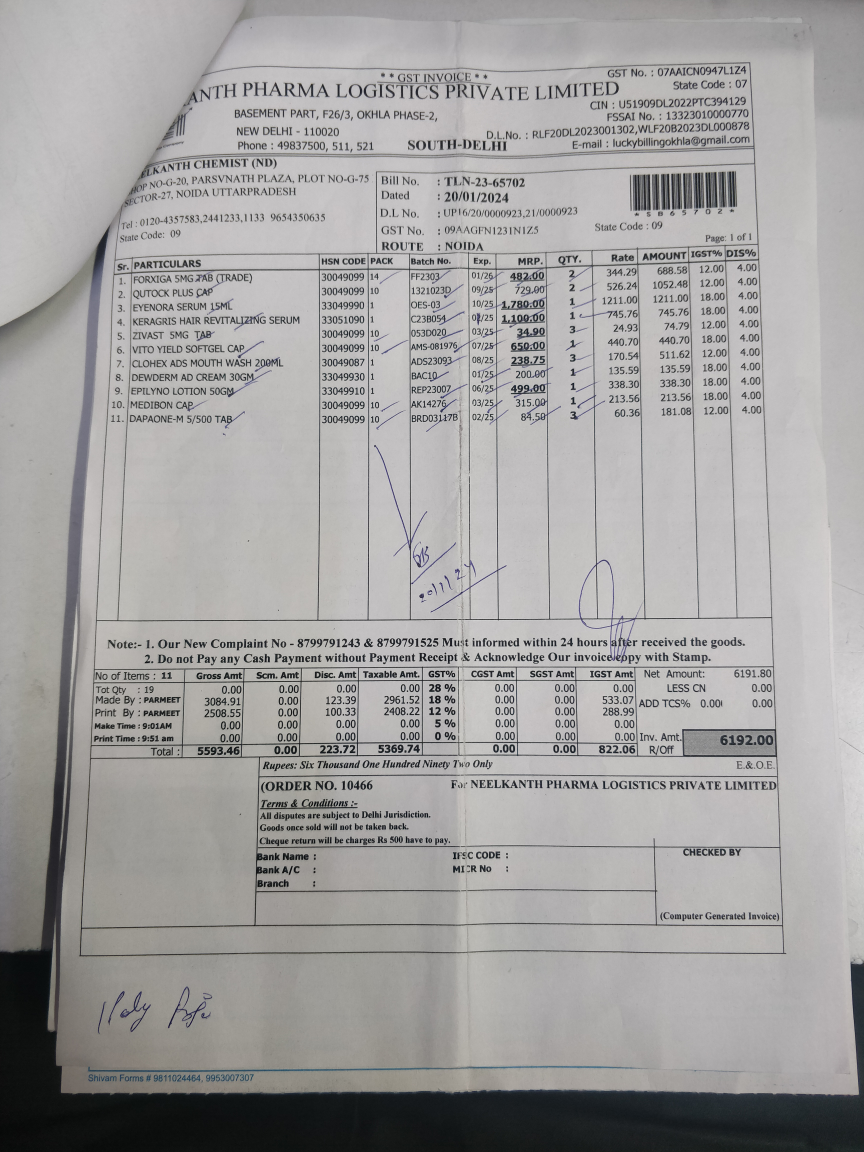 * * GST INVOICE * *
GST No. : 07AAICN0947L1Z4
ANTH PHARMA LOGISTICS PRIVATE LIMITED
State Code : 07
CIN : U51909DL2022PTC394129
BASEMENT PART, F26/3, OKHLA PHASE-2,
FSSAI No. : 13323010000770
NEW DELHI - 110020
D.L.No. : RLF20DL2023001302,WLF20B2023DL000878
Phone : 49837500, 511, 521
SOUTH-DELHI
E-mail : luckybillingokhla@gmail.com
ELKANTH CHEMIST (ND)
HOP NO-G-20, PARSVNATH PLAZA, PLOT NO-G-75
SECTOR-27, NOIDA UTTARPRADESH
Tel : 0120-4357583,2441233,1133 9654350635
State Code: 09
Bill No. : TLN-23-65702
Dated : 20/01/2024
D.L No. : UP16/20/0000923,21/0000923
* S B 6 5 7 0 2 *
GST No. : 09AAGFN1231N1Z5
State Code : 09
ROUTE : NOIDA
Page: 1 of 1
Sr. PARTICULARS HSN CODE PACK Batch No. Exp. MRP. QTY. Rate AMOUNT IGST% DIS%
1. FORXIGA 5MG TAB (TRADE) 30049099 14 FF2303 01/26 482.00 2 344.29 688.58 12.00 4.00
2. QUTOCK PLUS CAP 30049099 10 1321023D 09/25 729.00 2 526.24 1052.48 12.00 4.00
3. EYENORA SERUM 15ML 33049990 1 OES-03 10/25 1,780.00 1 1211.00 1211.00 18.00 4.00
4. KERAGRIS HAIR REVITALIZING SERUM 33051090 1 C23B054 /25 1,100.00 1 745.76 745.76 18.00 4.00
5. ZIVAST 5MG TAB 30049099 10 053D020 03/25 34.90 3 24.93 74.79 12.00 4.00
6. VITO YIELD SOFTGEL CAP 30049099 10 AMS-081976 07/25 650.00 1 440.70 440.70 18.00 4.00
7. CLOHEX ADS MOUTH WASH 200ML 30049087 1 ADS23093 08/25 238.75 3 170.54 511.62 12.00 4.00
8. DEWDERM AD CREAM 30GM 33049930 1 BAC10 01/25 200.00 1 135.59 135.59 18.00 4.00
9. EPILYNO LOTION 50GM 33049910 1 REP23007 06/25 499.00 1 338.30 338.30 18.00 4.00
10. MEDIBON CAP 30049099 10 AK14276 03/25 315.00 1 213.56 213.56 18.00 4.00
11. DAPAONE-M 5/500 TAB 30049099 10 BRD03117B 02/25 84.50 3 60.36 181.08 12.00 4.00
20/1/24
Note:- 1. Our New Complaint No - 8799791243 & 8799791525 Must informed within 24 hours after received the goods.
2. Do not Pay any Cash Payment without Payment Receipt & Acknowledge Our invoice copy with Stamp.
No of Items : 11 Gross Amt Scm. Amt Disc. Amt Taxable Amt. GST% CGST Amt SGST Amt IGST Amt Net Amount: 6191.80
Tot Qty : 19 0.00 0.00 0.00 0.00 28 % 0.00 0.00 0.00 LESS CN 0.00
Made By : PARMEET 3084.91 0.00 123.39 2961.52 18 % 0.00 0.00 533.07 ADD TCS% 0.00 0.00
Print By : PARMEET 2508.55 0.00 100.33 2408.22 12 % 0.00 0.00 288.99
Make Time : 9:01AM 0.00 0.00 0.00 0.00 5 % 0.00 0.00 0.00
Print Time : 9:51 am 0.00 0.00 0.00 0.00 0 % 0.00 0.00 0.00 Inv. Amt. 6192.00
Total : 5593.46 0.00 223.72 5369.74 0.00 0.00 822.06 R/Off
Rupees: Six Thousand One Hundred Ninety Two Only E.& O.E.
(ORDER NO. 10466 For NEELKANTH PHARMA LOGISTICS PRIVATE LIMITED
Terms & Conditions :-
All disputes are subject to Delhi Jurisdiction.
Goods once sold will not be taken back.
Cheque return will be charges Rs 500 have to pay.
Bank Name : IFSC CODE : CHECKED BY
Bank A/C : MICR No :
Branch :
(Computer Generated Invoice)
Shivam Forms # 9811024464, 9953007307